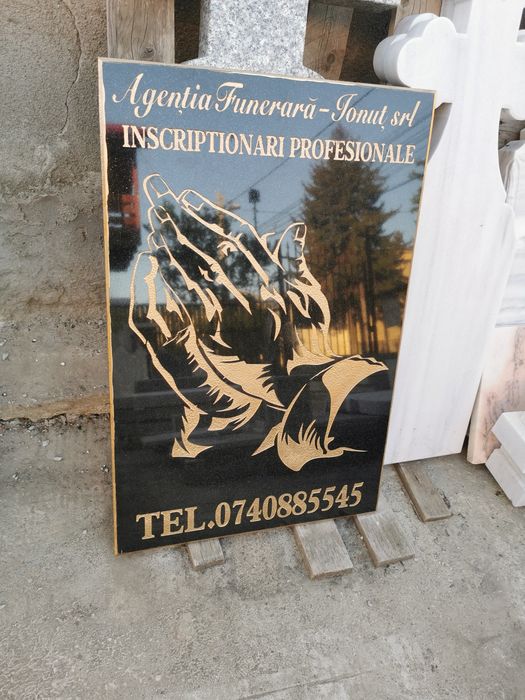 Agenția Funerară - Ionuț srl
INSCRIPTIONARI PROFESIONALE
TEL.0740885545